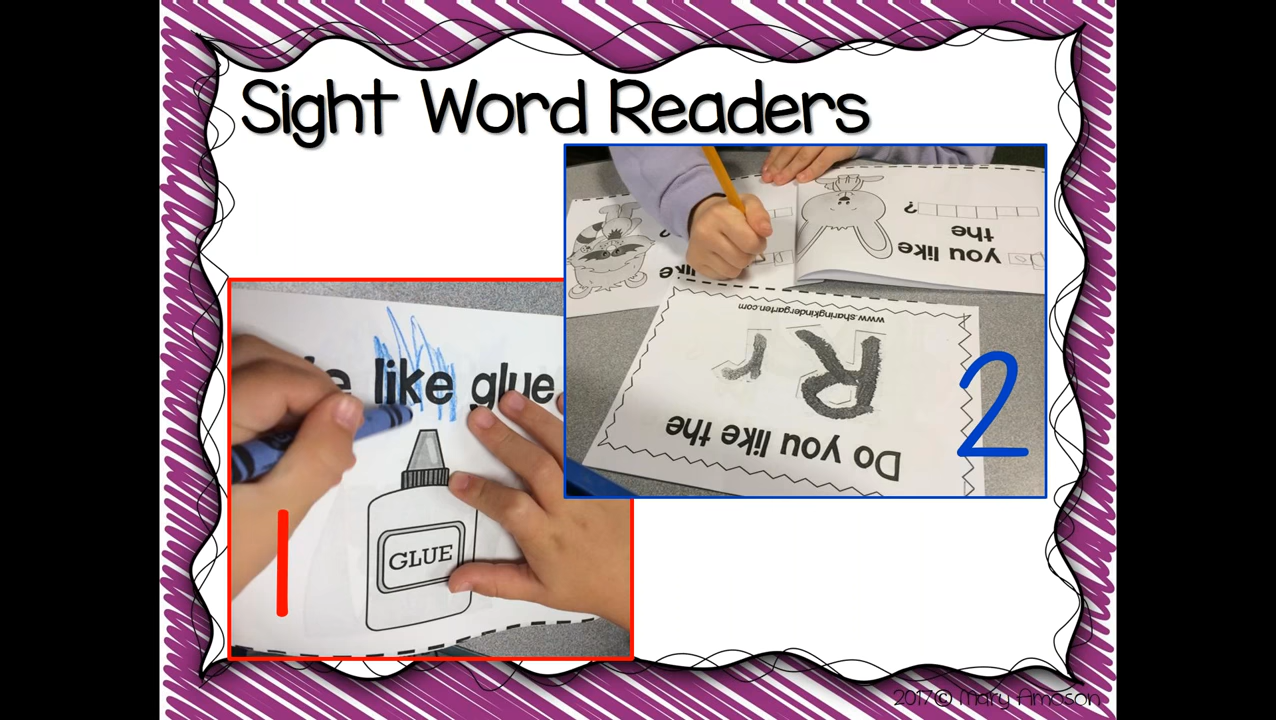 Sight Word Readers
like glue
GLUE
1
?
the
you like
?
like
www.sharingkindergarten.com
R r
Do you like the
2
2017© Mary Amoson